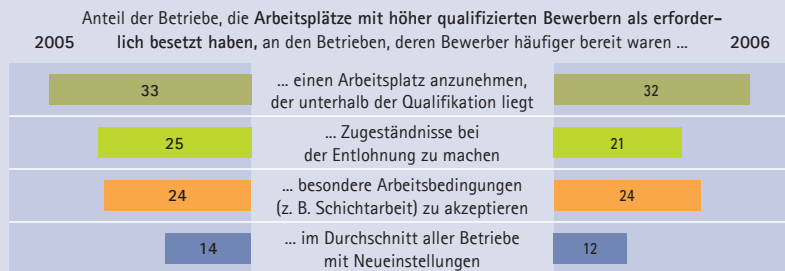 Anteil der Betriebe, die Arbeitsplätze mit höher qualifizierten Bewerbern als erforder-
2005 lich besetzt haben, an den Betrieben, deren Bewerber häufiger bereit waren ... 2006
33 ... einen Arbeitsplatz anzunehmen, 32
der unterhalb der Qualifikation liegt
25 ... Zugeständnisse bei 21
der Entlohnung zu machen
24 ... besondere Arbeitsbedingungen 24
(z. B. Schichtarbeit) zu akzeptieren
14 ... im Durchschnitt aller Betriebe 12
mit Neueinstellungen